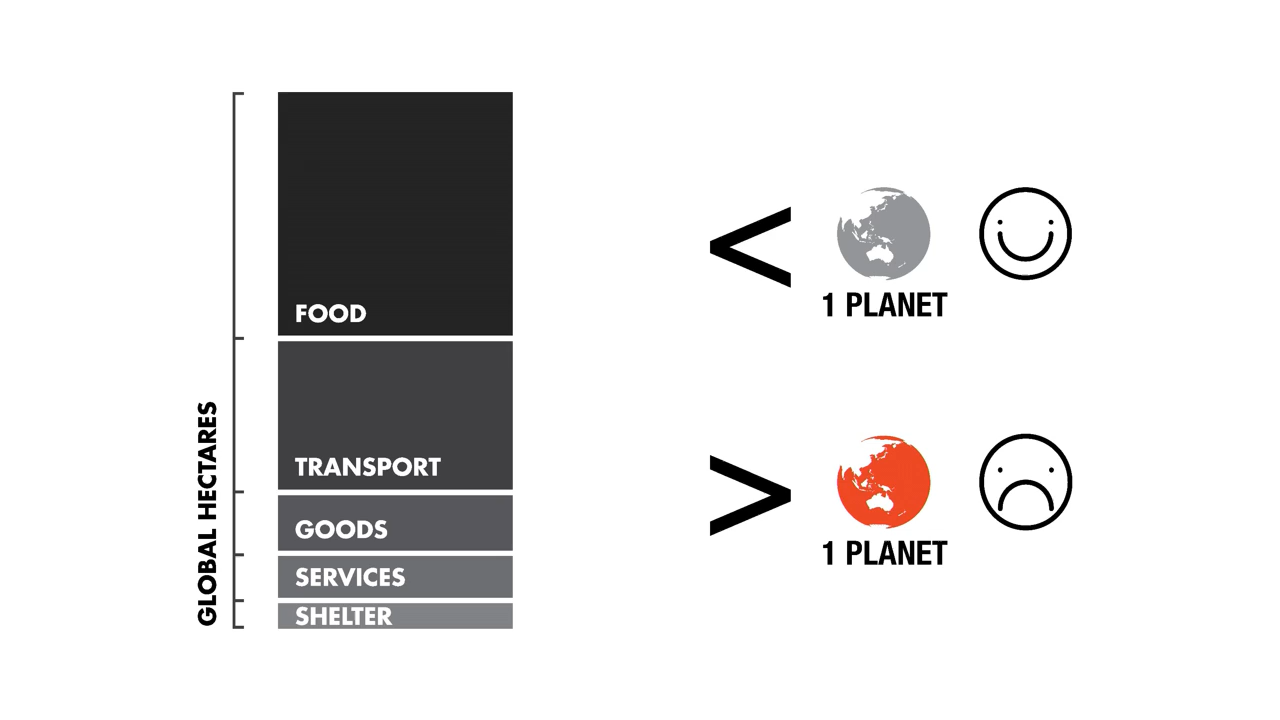 GLOBAL HECTARES
FOOD
TRANSPORT
GOODS
SERVICES
SHELTER
<
1 PLANET
>
1 PLANET